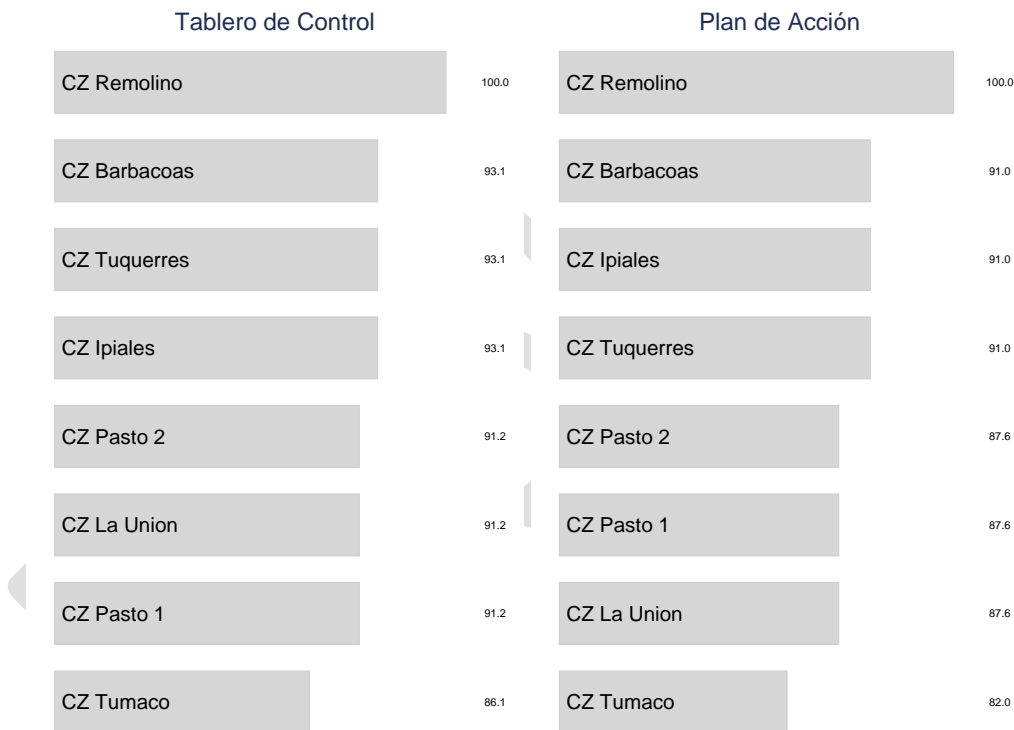 Tablero de Control
CZ Remolino 100.0
CZ Barbacoas 93.1
CZ Tuquerres 93.1
CZ Ipiales 93.1
CZ Pasto 2 91.2
CZ La Union 91.2
CZ Pasto 1 91.2
CZ Tumaco 86.1
Plan de Acción
CZ Remolino 100.0
CZ Barbacoas 91.0
CZ Ipiales 91.0
CZ Tuquerres 91.0
CZ Pasto 2 87.6
CZ Pasto 1 87.6
CZ La Union 87.6
CZ Tumaco 82.0